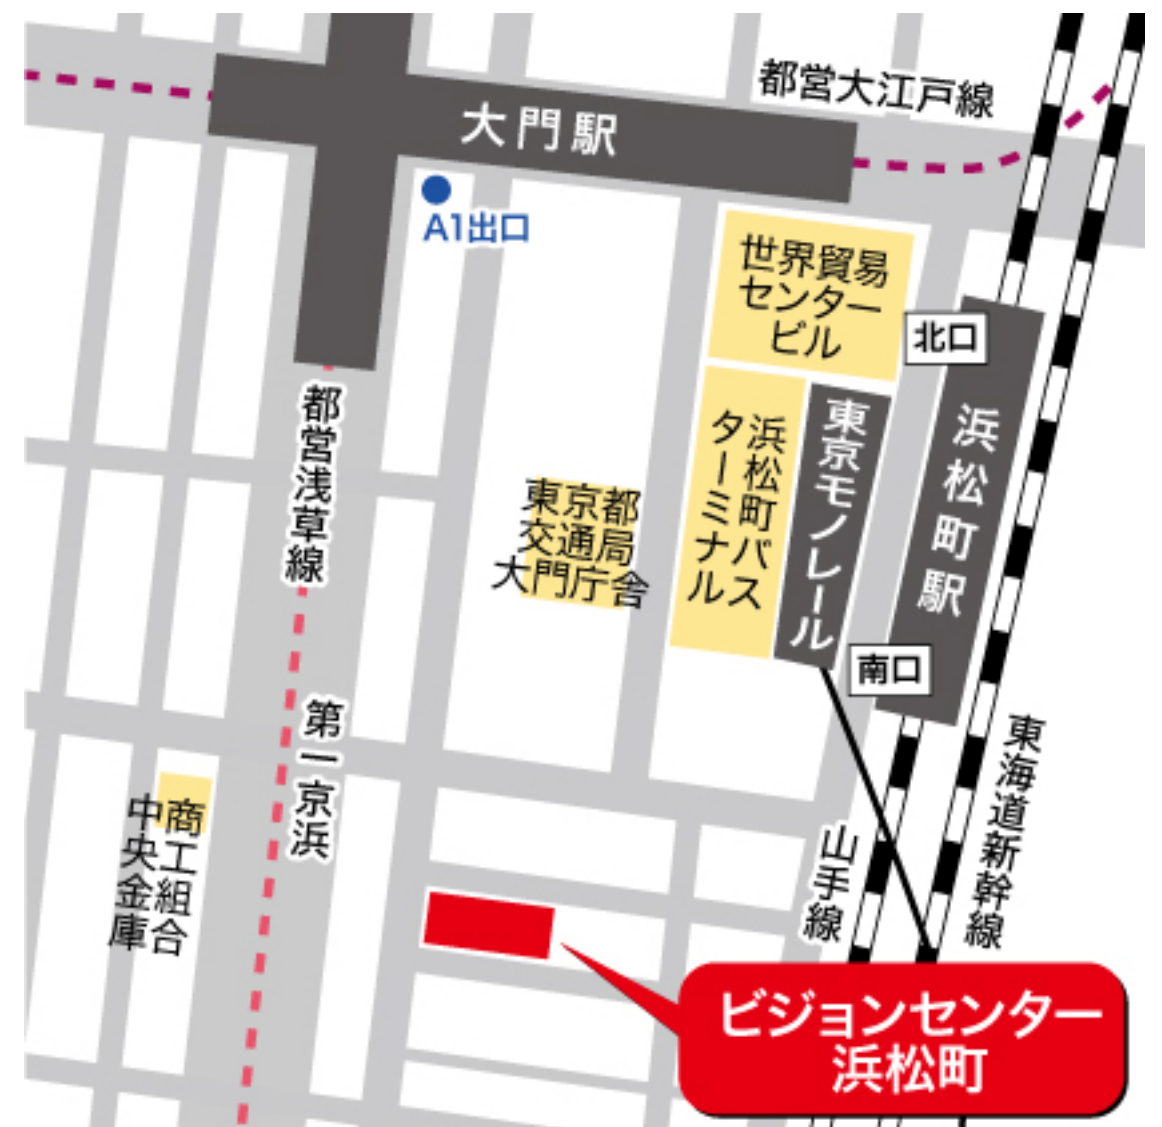 都営大江戸線
大門駅
A1出口
世界貿易
センター
ビル
北口
浜松町バス
ターミナル
東京モノレール
浜松町駅
南口
都営浅草線
東京都
交通局
大門庁舎
第一京浜
商工組合
中央金庫
山手線
東海道新幹線
ビジョンセンター
浜松町